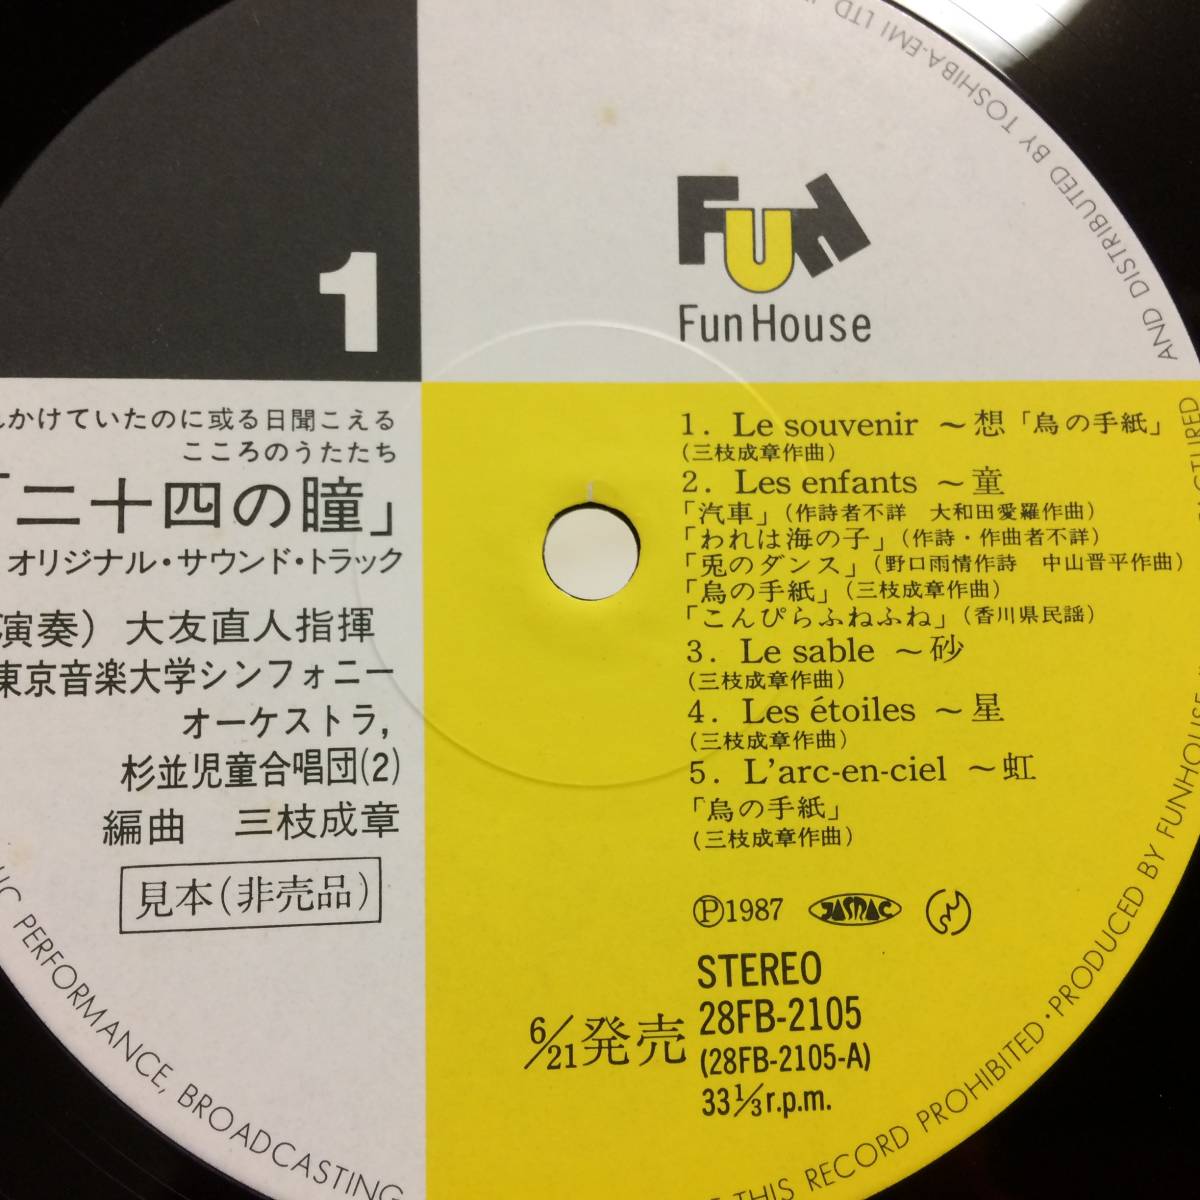 1
FUN
Fun House
れかけていたのに或る日聞こえる
こころのうたたち
「二十四の瞳」
オリジナル・サウンド・トラック
演奏) 大友直人指揮
東京音楽大学シンフォニー
オーケストラ,
杉並児童合唱団(2)
編曲 三枝成章
見本(非売品)
1. Le souvenir ～想「烏の手紙」
(三枝成章作曲)
2. Les enfants ～童
「汽車」(作詩者不詳 大和田愛羅作曲)
「われは海の子」(作詩・作曲者不詳)
「兎のダンス」(野口雨情作詩 中山晋平作曲)
「烏の手紙」(三枝成章作曲)
「こんぴらふねふね」(香川県民謡)
3. Le sable ～砂
(三枝成章作曲)
4. Les étoiles ～星
(三枝成章作曲)
5. L'arc-en-ciel ～虹
「烏の手紙」
(三枝成章作曲)
Ⓟ1987 JASRAC
STEREO
6/21発売
28FB-2105
(28FB-2105-A)
33⅓r.p.m.
PERFORMANCE, BROADCASTING
THIS RECORD PROHIBITED・PRODUCED BY FUNHOUSE
AND DISTRIBUTED BY TOSHIBA-EMI LTD